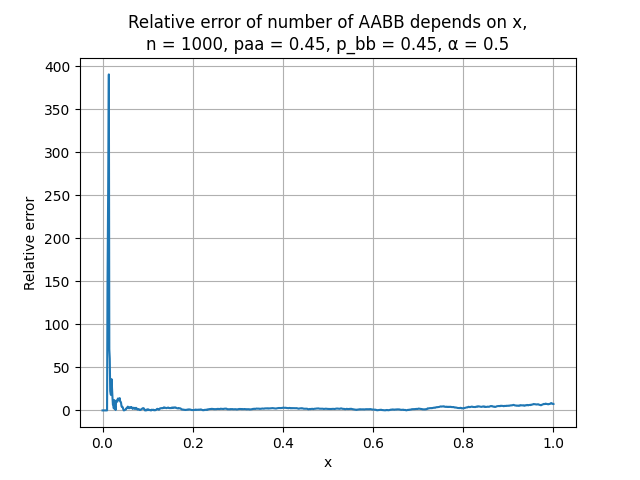 Relative error of number of AABB depends on x,
n = 1000, paa = 0.45, p_bb = 0.45, α = 0.5
400
350
300
250
200
150
100
50
0
Relative error
0.0 0.2 0.4 0.6 0.8 1.0
x